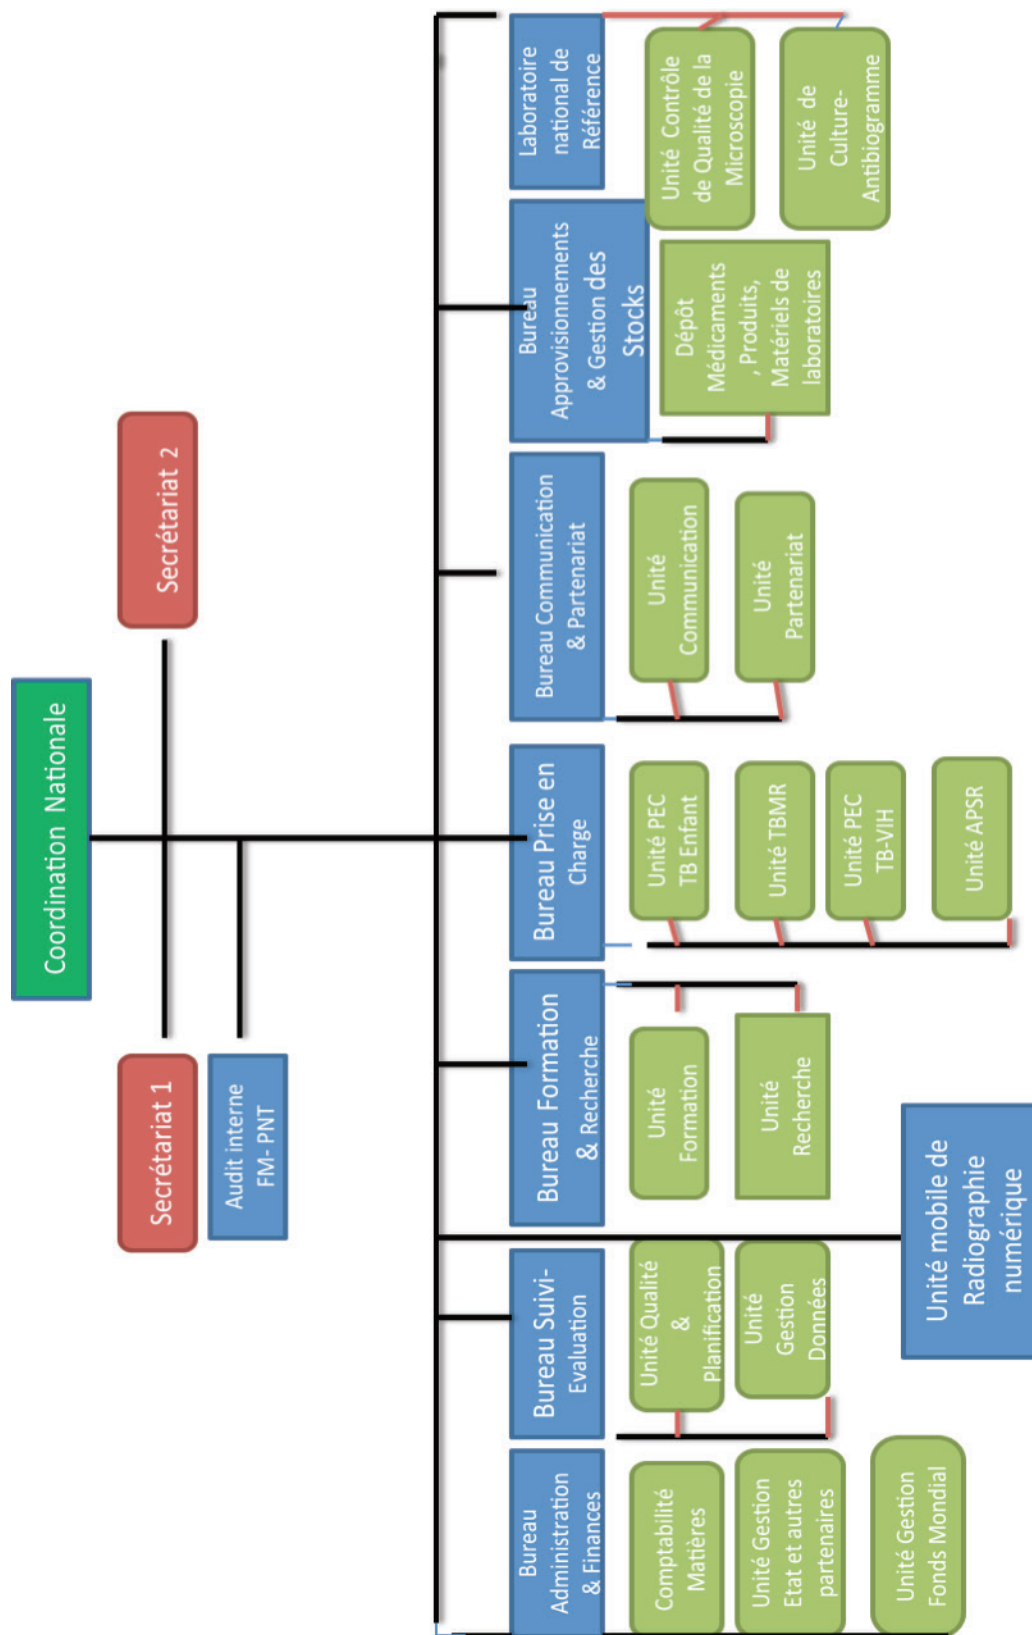 Coordination Nationale
Secrétariat 1
Secrétariat 2
Audit interne
FM- PNT
Bureau
Administration
& Finances
Bureau Suivi-
Evaluation
Bureau Formation
& Recherche
Bureau Prise en
Charge
Bureau Communication
& Partenariat
Bureau
Approvisionnements
& Gestion des
Stocks
Laboratoire
national de
Référence
Comptabilité
Matières
Unité Gestion
Etat et autres
partenaires
Unité Gestion
Fonds Mondial
Unité Qualité
&
Planification
Unité
Gestion
Données
Unité
Formation
Unité
Recherche
Unité PEC
TB Enfant
Unité TBMR
Unité PEC
TB-VIH
Unité APSR
Unité
Communication
Unité
Partenariat
Dépôt
Médicaments
, Produits,
Matériels de
laboratoires
Unité Contrôle
de Qualité de la
Microscopie
Unité de
Culture-
Antibiogramme
Unité mobile de
Radiographie
numérique